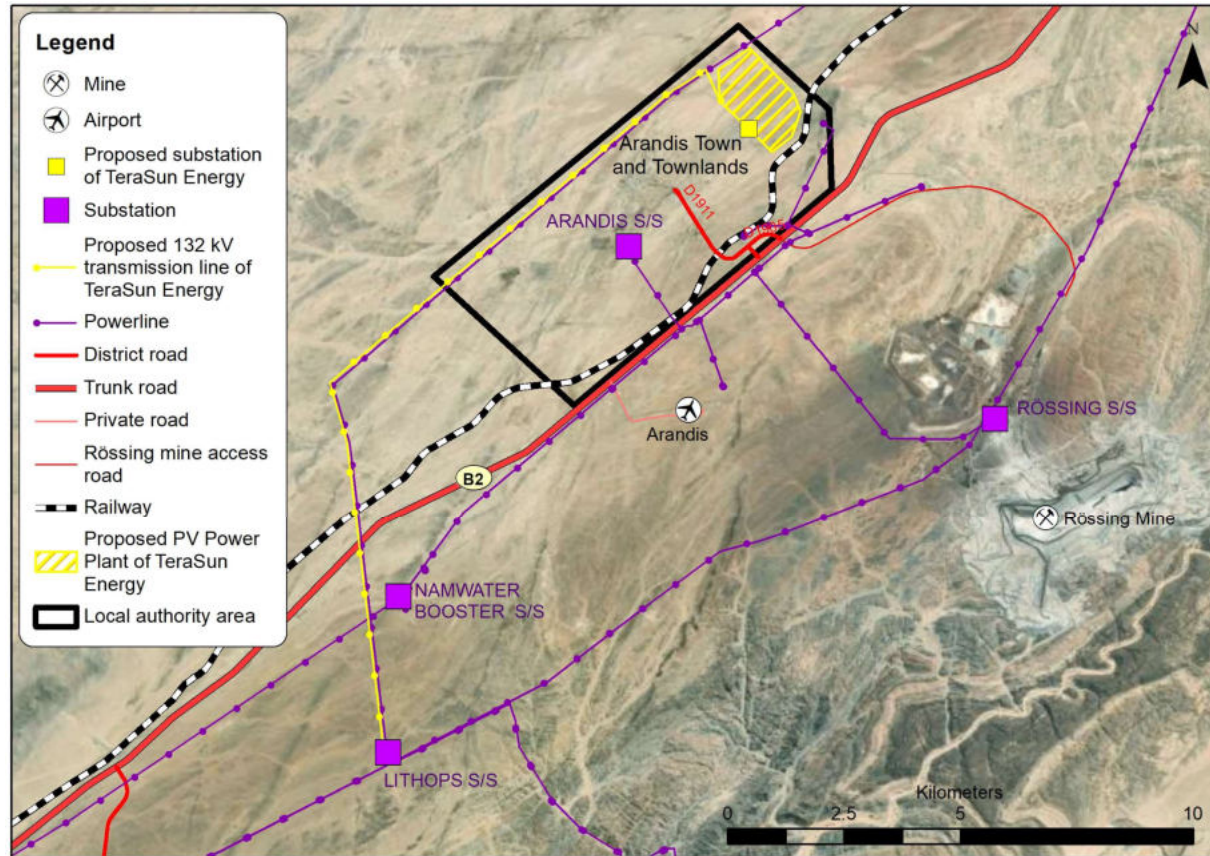 Legend
Mine
Airport
Proposed substation
of TeraSun Energy
Substation
Proposed 132 kV
transmission line of
TeraSun Energy
Powerline
District road
Trunk road
Private road
Rössing mine access
road
Railway
Proposed PV Power
Plant of TeraSun
Energy
Local authority area
N
Arandis Town
and Townlands
D1911
ARANDIS S/S
RÖSSING S/S
Arandis
B2
Rössing Mine
NAMWATER
BOOSTER S/S
LITHOPS S/S
Kilometers
0
2.5
5
10